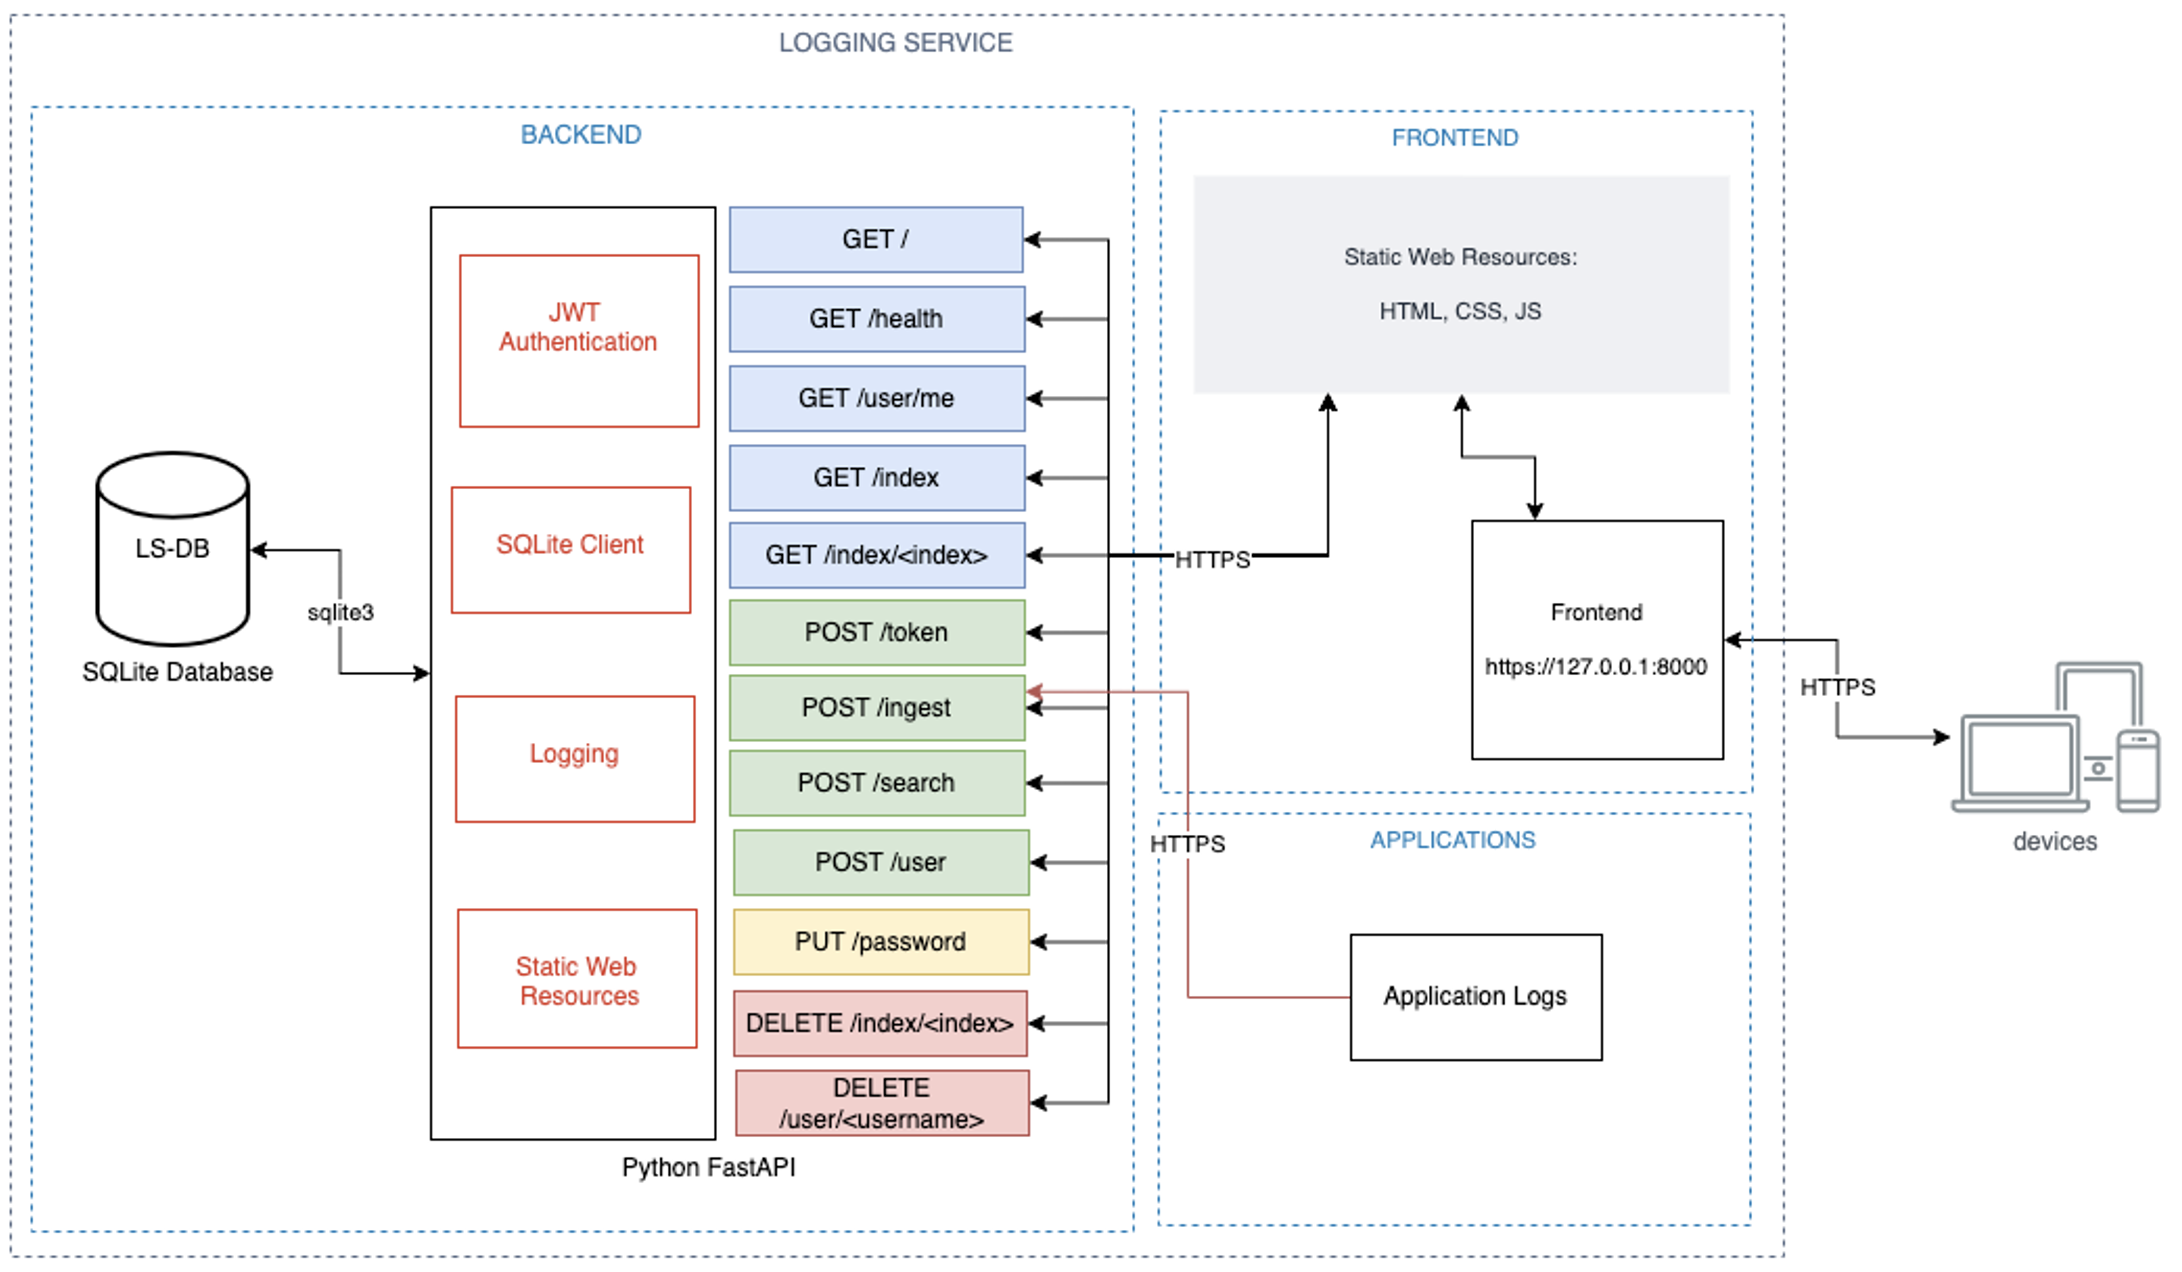 LOGGING SERVICE
BACKEND
JWT
Authentication
SQLite Client
Logging
Static Web
Resources
LS-DB
SQLite Database
sqlite3
GET /
GET /health
GET /user/me
GET /index
GET /index/<index>
POST /token
POST /ingest
POST /search
POST /user
PUT /password
DELETE /index/<index>
DELETE
/user/<username>
Python FastAPI
HTTPS
FRONTEND
Static Web Resources:
HTML, CSS, JS
Frontend
https://127.0.0.1:8000
HTTPS
devices
HTTPS
APPLICATIONS
Application Logs